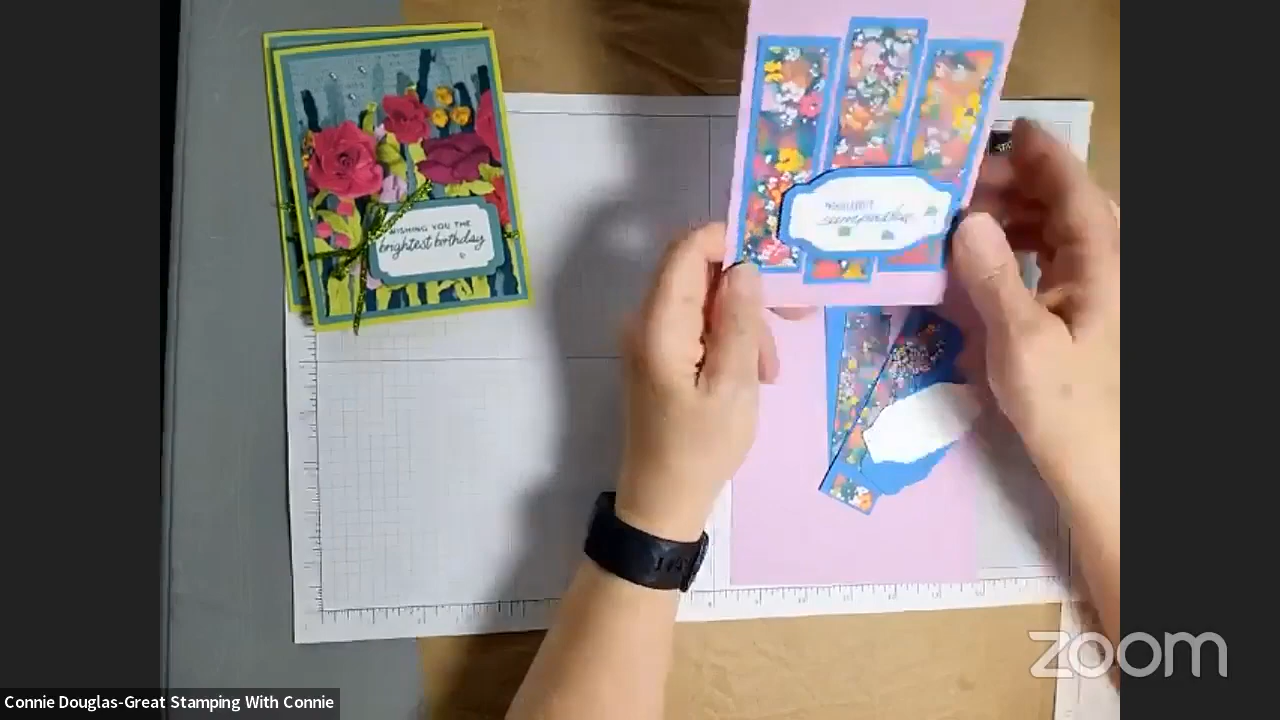 WISHING YOU THE
brightest birthday
zoom
Connie Douglas-Great Stamping With Connie